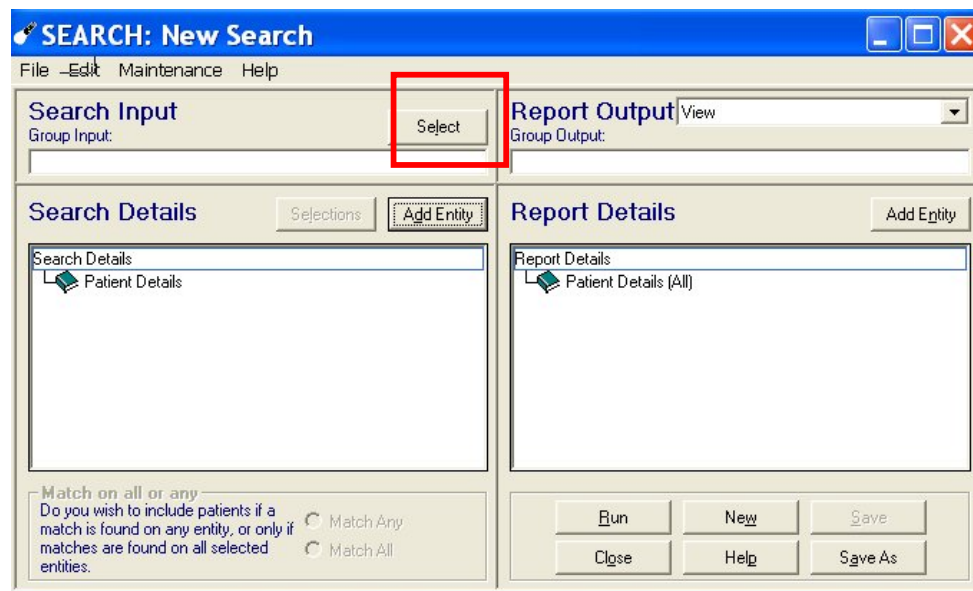 SEARCH: New Search
File Edit Maintenance Help
Search Input
Group Input:
Select
Report Output View
Group Output:
Search Details
Selections
Add Entity
Report Details
Add Entity
Search Details
Patient Details
Report Details
Patient Details (All)
Match on all or any
Do you wish to include patients if a
match is found on any entity, or only if
matches are found on all selected
entities.
Match Any
Match All
Run New Save
Close Help Save As